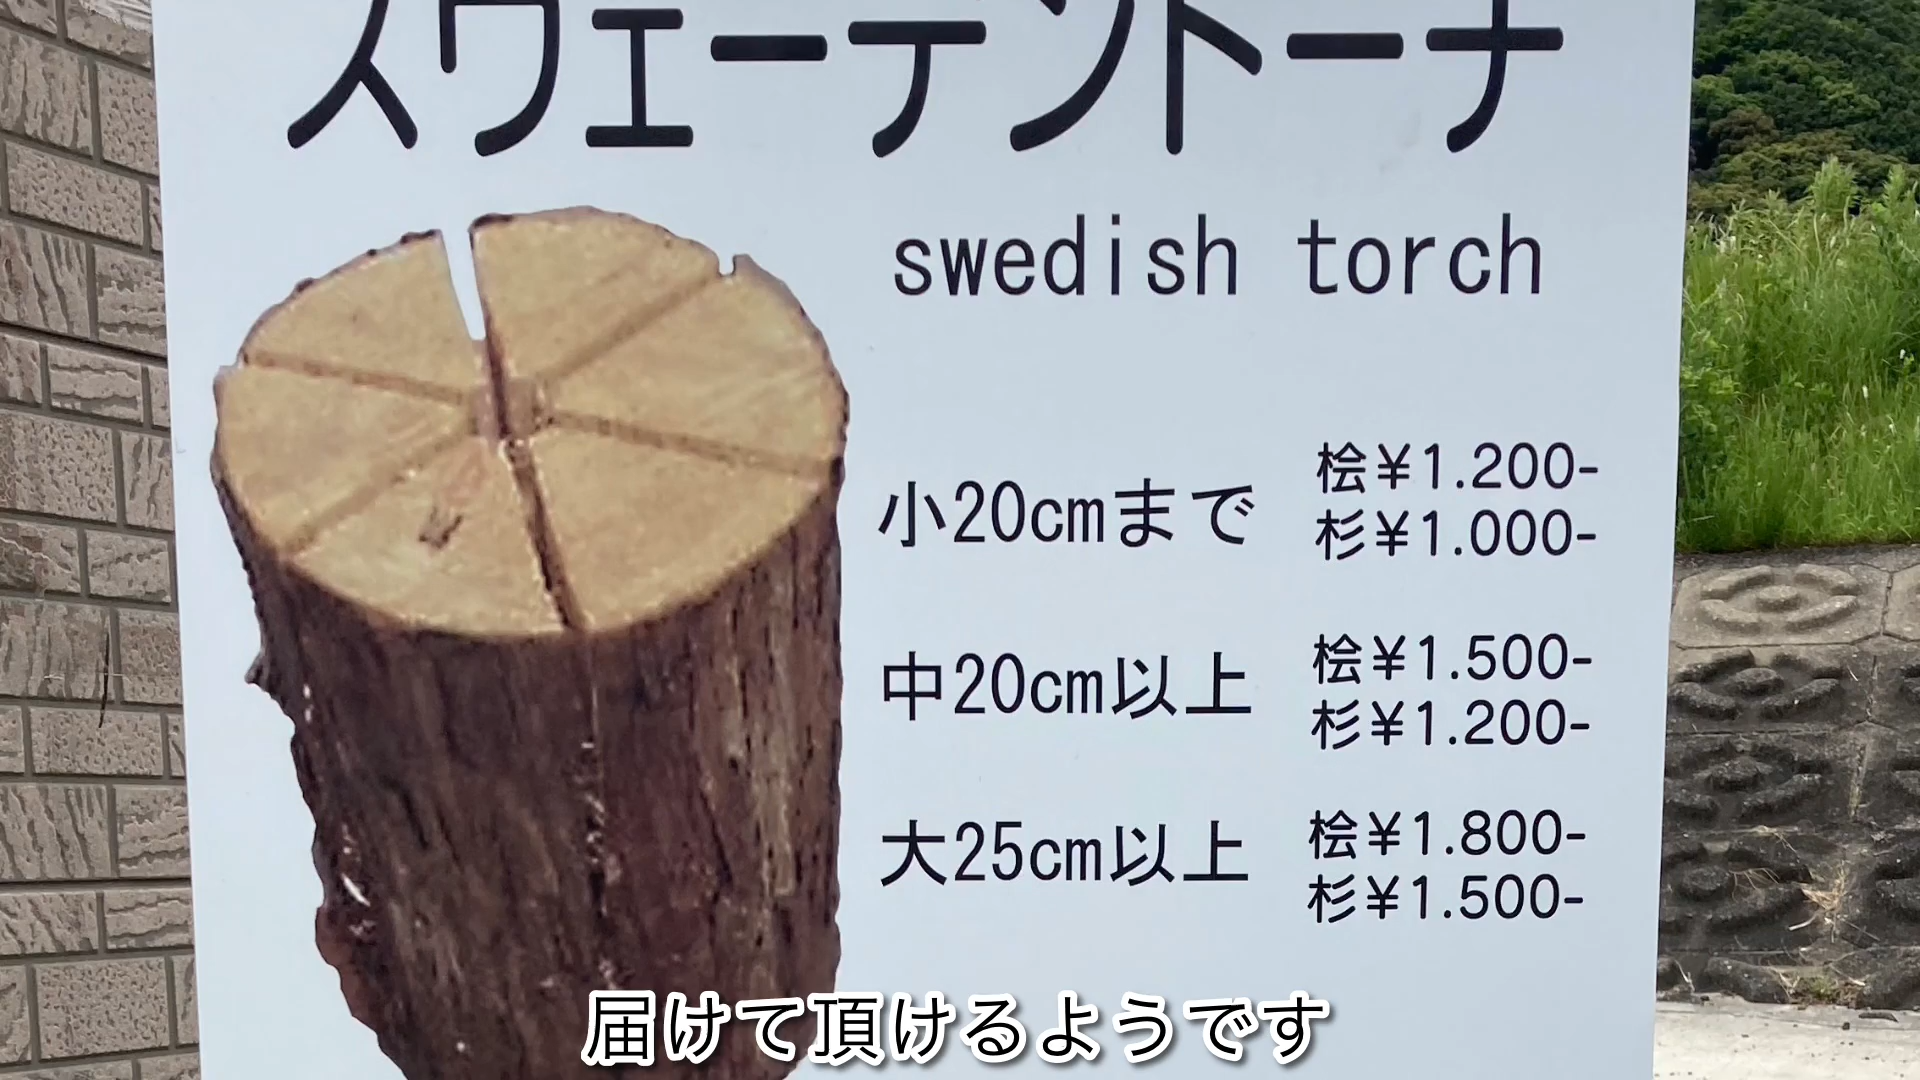 スウェーデントーチ
swedish torch
小20cmまで
桧¥1.200-
杉¥1.000-
中20cm以上
桧¥1.500-
杉¥1.200-
大25cm以上
桧¥1.800-
杉¥1.500-
届けて頂けるようです